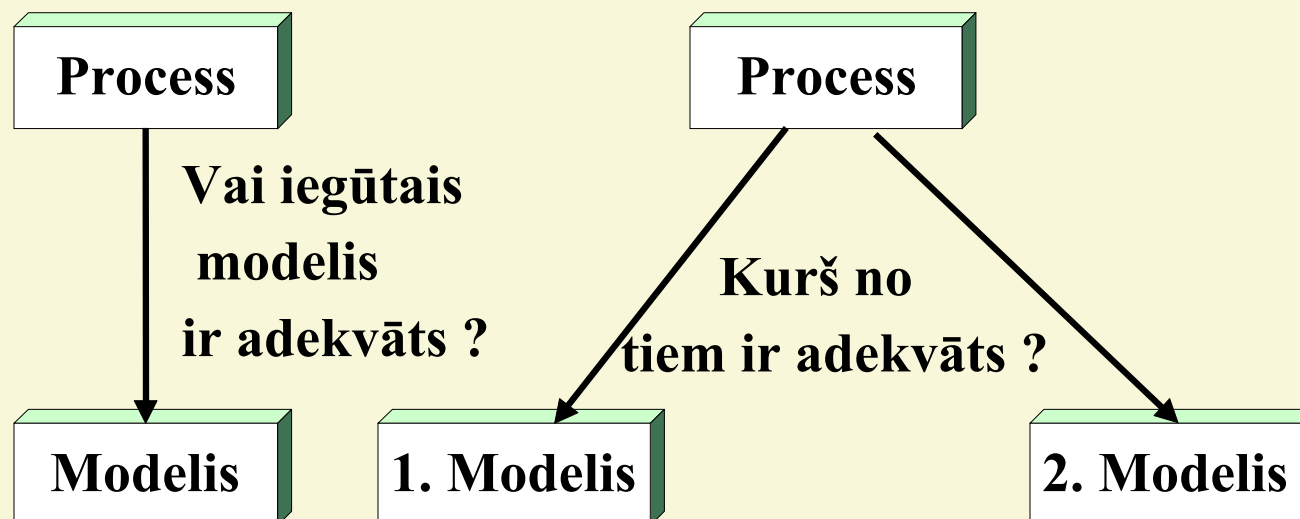 Process
Vai iegūtais
modelis
ir adekvāts ?
Modelis
Process
Kurš no
tiem ir adekvāts ?
1. Modelis
2. Modelis